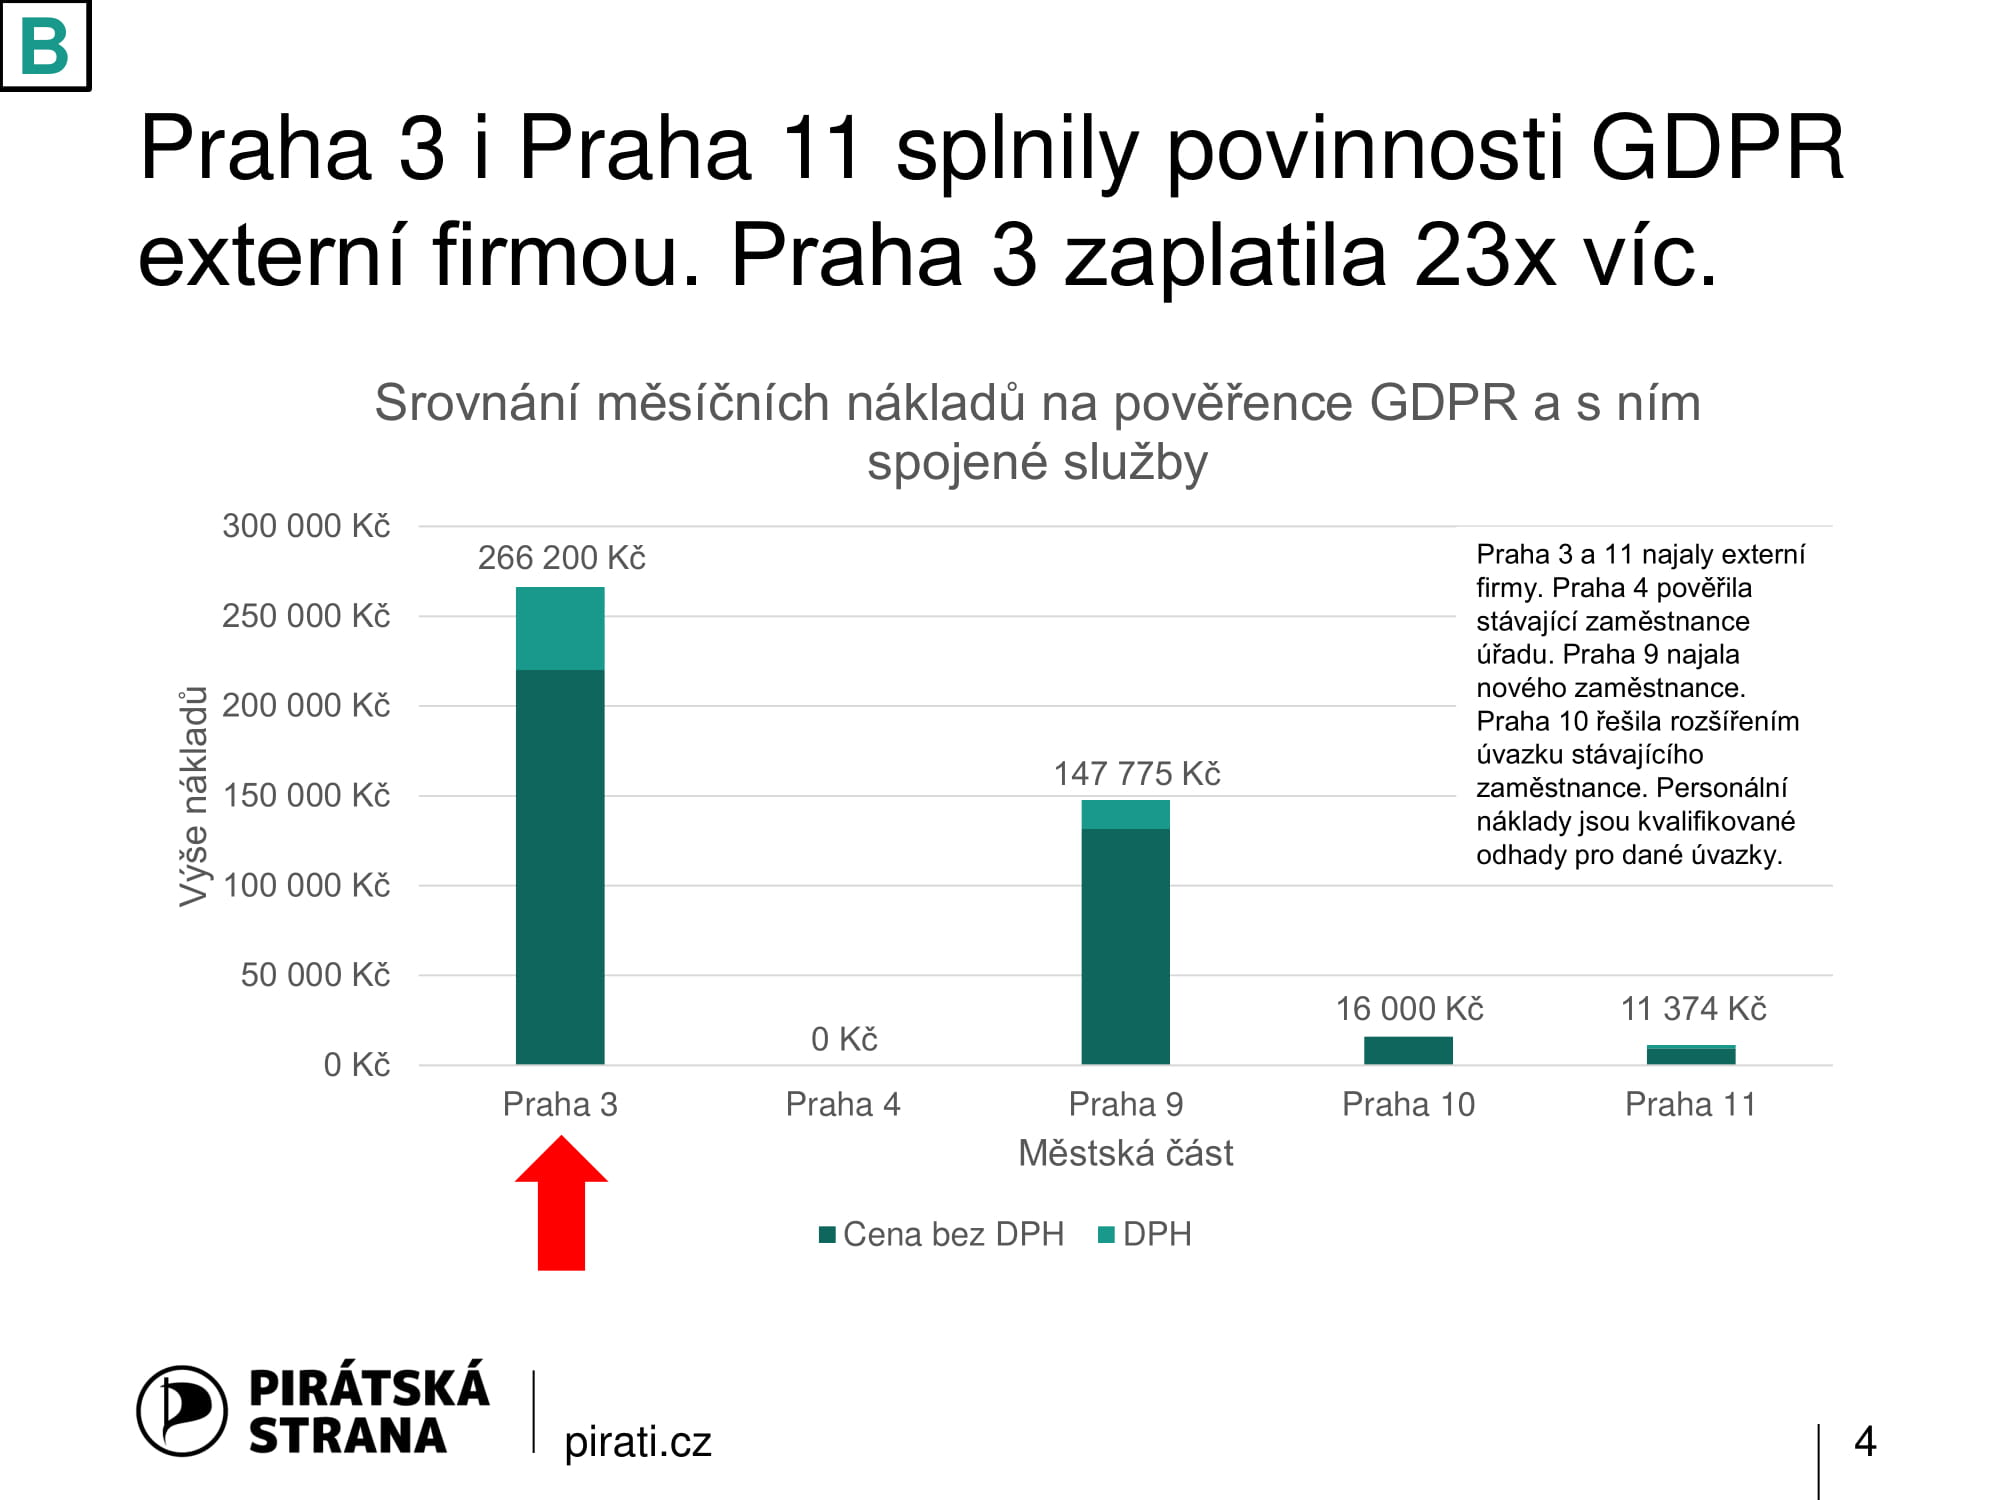 B
Praha 3 i Praha 11 splnily povinnosti GDPR
externí firmou. Praha 3 zaplatila 23x víc.
Srovnání měsíčních nákladů na pověřence GDPR a s ním
spojené služby
Výše nákladů
300 000 Kč
250 000 Kč
200 000 Kč
150 000 Kč
100 000 Kč
50 000 Kč
0 Kč
266 200 Kč
0 Kč
147 775 Kč
16 000 Kč
11 374 Kč
Praha 3 a 11 najaly externí
firmy. Praha 4 pověřila
stávající zaměstnance
úřadu. Praha 9 najala
nového zaměstnance.
Praha 10 řešila rozšířením
úvazku stávajícího
zaměstnance. Personální
náklady jsou kvalifikované
odhady pro dané úvazky.
Praha 3
Praha 4
Praha 9
Praha 10
Praha 11
Městská část
Cena bez DPH
DPH
PIRÁTSKÁ
STRANA
pirati.cz
4